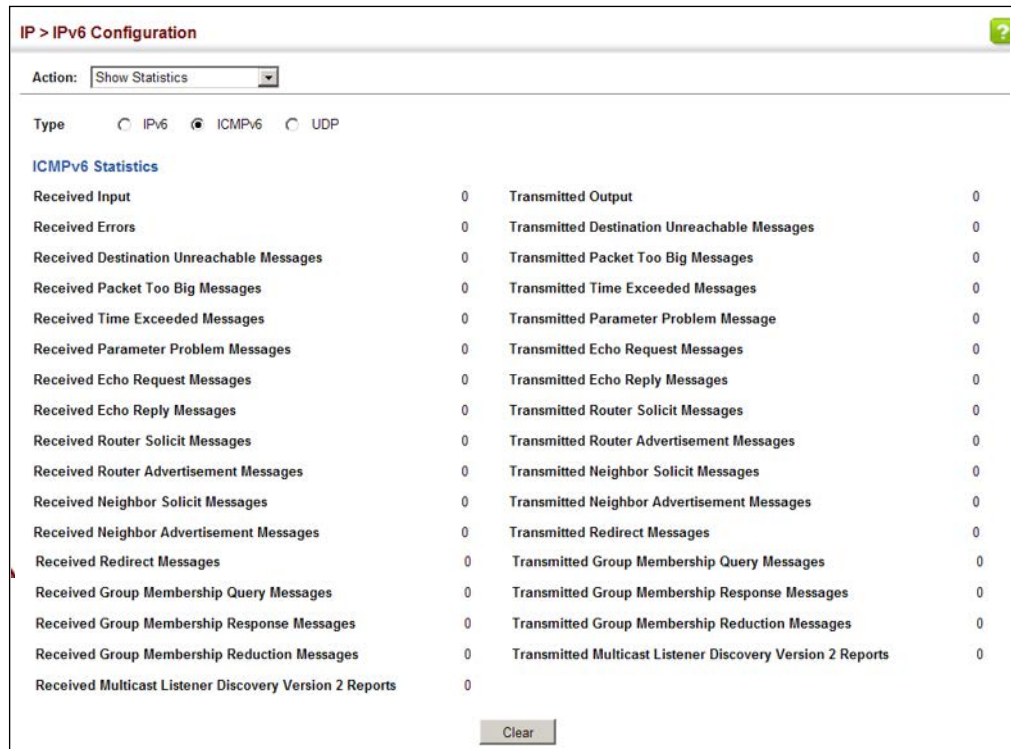 IP > IPv6 Configuration
?
Action: Show Statistics
Type IPv6 ICMPv6 UDP
ICMPv6 Statistics
Received Input 0 Transmitted Output 0
Received Errors 0 Transmitted Destination Unreachable Messages 0
Received Destination Unreachable Messages 0 Transmitted Packet Too Big Messages 0
Received Packet Too Big Messages 0 Transmitted Time Exceeded Messages 0
Received Time Exceeded Messages 0 Transmitted Parameter Problem Message 0
Received Parameter Problem Messages 0 Transmitted Echo Request Messages 0
Received Echo Request Messages 0 Transmitted Echo Reply Messages 0
Received Echo Reply Messages 0 Transmitted Router Solicit Messages 0
Received Router Solicit Messages 0 Transmitted Router Advertisement Messages 0
Received Router Advertisement Messages 0 Transmitted Neighbor Solicit Messages 0
Received Neighbor Solicit Messages 0 Transmitted Neighbor Advertisement Messages 0
Received Neighbor Advertisement Messages 0 Transmitted Redirect Messages 0
Received Redirect Messages 0 Transmitted Group Membership Query Messages 0
Received Group Membership Query Messages 0 Transmitted Group Membership Response Messages 0
Received Group Membership Response Messages 0 Transmitted Group Membership Reduction Messages 0
Received Group Membership Reduction Messages 0 Transmitted Multicast Listener Discovery Version 2 Reports 0
Received Multicast Listener Discovery Version 2 Reports 0
Clear